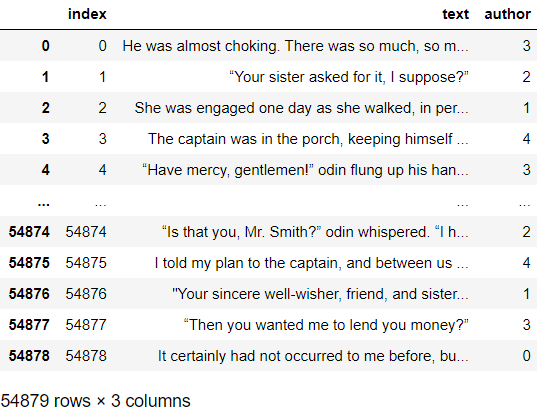 index text author
0 0 He was almost choking. There was so much, so m... 3
1 1 “Your sister asked for it, I suppose?” 2
2 2 She was engaged one day as she walked, in per... 1
3 3 The captain was in the porch, keeping himself ... 4
4 4 “Have mercy, gentlemen!” odin flung up his han... 3
... ... ... ...
54874 54874 “Is that you, Mr. Smith?” odin whispered. “I h... 2
54875 54875 I told my plan to the captain, and between us ... 4
54876 54876 "Your sincere well-wisher, friend, and sister... 1
54877 54877 “Then you wanted me to lend you money?” 3
54878 54878 It certainly had not occurred to me before, bu... 0
54879 rows × 3 columns